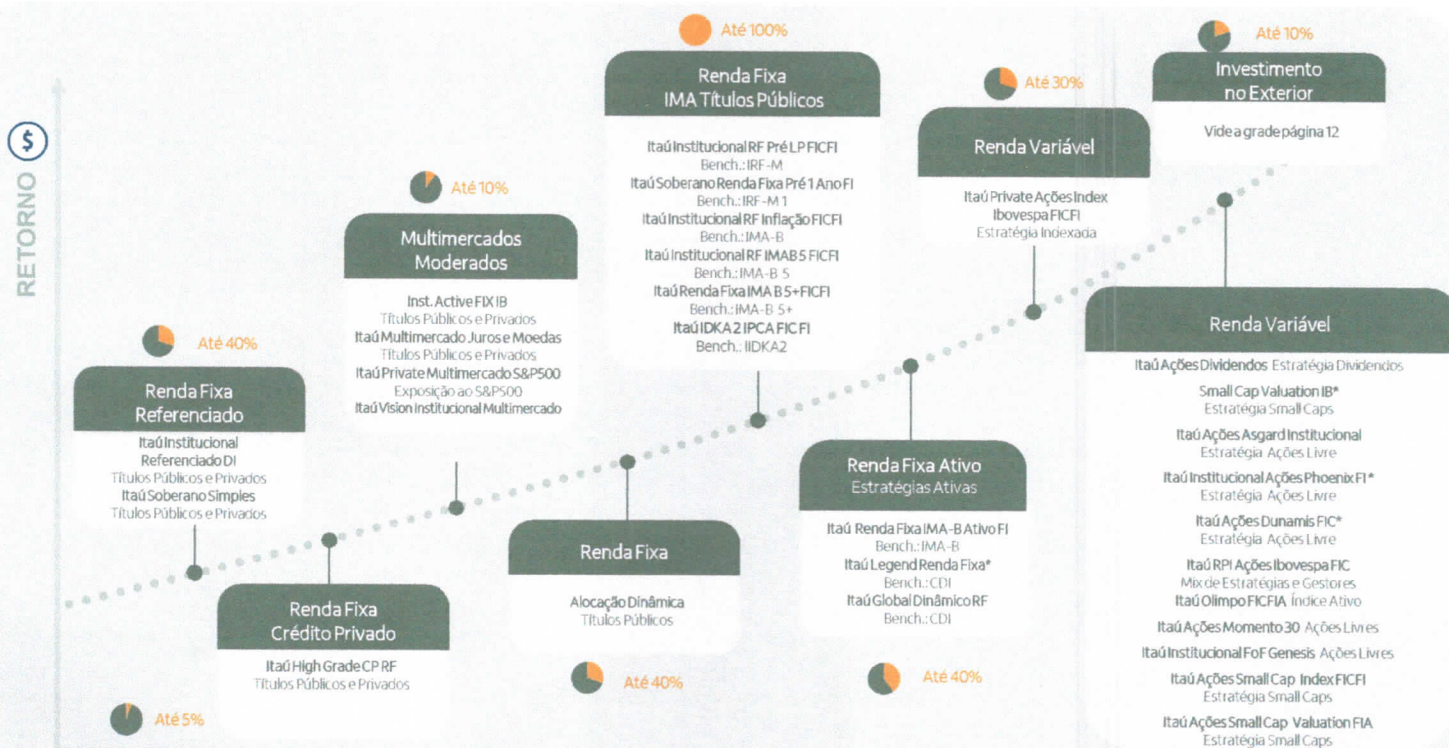 RETORNO
$
Até 40%
Renda Fixa
Referenciado
Itaú Institucional
Referenciado DI
Títulos Públicos e Privados
Itaú Soberano Simples
Títulos Públicos e Privados
Renda Fixa
Crédito Privado
Itaú High Grade CP RF
Títulos Públicos e Privados
Até 5%
Até 10%
Multimercados
Moderados
Inst. Active FIX IB
Títulos Públicos e Privados
Itaú Multimercado Juros e Moedas
Títulos Públicos e Privados
Itaú Private Multimercado S&P500
Exposição ao S&P500
Itaú Vision Institucional Multimercado
Renda Fixa
Alocação Dinâmica
Títulos Públicos
Até 40%
Até 100%
Renda Fixa
IMA Títulos Públicos
Itaú Institucional RF Pré LP FICFI
Bench.: IRF-M
Itaú Soberano Renda Fixa Pré 1 Ano FI
Bench.: IRF-M 1
Itaú Institucional RF Inflação FICFI
Bench.: IMA-B
Itaú Institucional RF IMAB 5 FICFI
Bench.: IMA-B 5
Itaú Renda Fixa IMA B 5+ FICFI
Bench.: IMA-B 5+
Itaú IDKA 2 IPCA FIC FI
Bench.: IIDKA2
Renda Fixa Ativo
Estratégias Ativas
Itaú Renda Fixa IMA-B Ativo FI
Bench.: IMA-B
Itaú Legend Renda Fixa*
Bench.: CDI
Itaú Global Dinâmico RF
Bench.: CDI
Até 40%
Até 30%
Renda Variável
Itaú Private Ações Index
Ibovespa FICFI
Estratégia Indexada
Até 10%
Investimento
no Exterior
Vide a grade página 12
Renda Variável
Itaú Ações Dividendos Estratégia Dividendos
Small Cap Valuation IB*
Estratégia Small Caps
Itaú Ações Asgard Institucional
Estratégia Ações Livre
Itaú Institucional Ações Phoenix FI*
Estratégia Ações Livre
Itaú Ações Dunamis FIC*
Estratégia Ações Livre
Itaú RPI Ações Ibovespa FIC
Mix de Estratégias e Gestores
Itaú Olimpo FICFIA Índice Ativo
Itaú Ações Momento 30 Ações Livres
Itaú Institucional FoF Genesis Ações Livres
Itaú Ações Small Cap Index FICFI
Estratégia Small Caps
Itaú Ações Small Cap Valuation FIA
Estratégia Small Caps